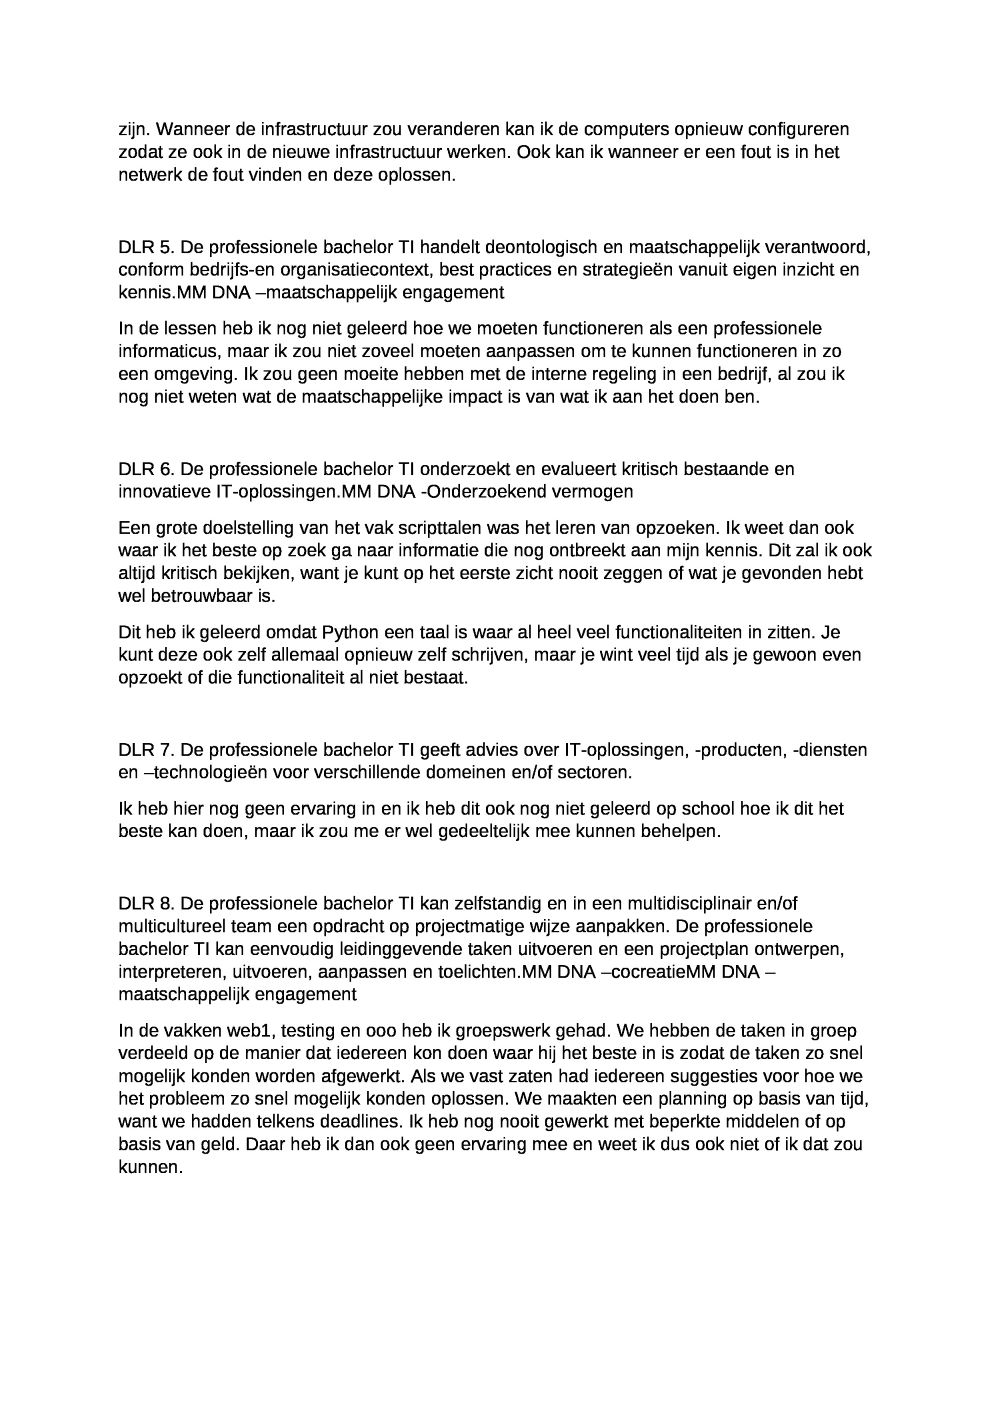 zijn. Wanneer de infrastructuur zou veranderen kan ik de computers opnieuw configureren
zodat ze ook in de nieuwe infrastructuur werken. Ook kan ik wanneer er een fout is in het
netwerk de fout vinden en deze oplossen.
DLR 5. De professionele bachelor TI handelt deontologisch en maatschappelijk verantwoord,
conform bedrijfs-en organisatiecontext, best practices en strategieën vanuit eigen inzicht en
kennis.MM DNA –maatschappelijk engagement
In de lessen heb ik nog niet geleerd hoe we moeten functioneren als een professionele
informaticus, maar ik zou niet zoveel moeten aanpassen om te kunnen functioneren in zo
een omgeving. Ik zou geen moeite hebben met de interne regeling in een bedrijf, al zou ik
nog niet weten wat de maatschappelijke impact is van wat ik aan het doen ben.
DLR 6. De professionele bachelor TI onderzoekt en evalueert kritisch bestaande en
innovatieve IT-oplossingen.MM DNA -Onderzoekend vermogen
Een grote doelstelling van het vak scripttalen was het leren van opzoeken. Ik weet dan ook
waar ik het beste op zoek ga naar informatie die nog ontbreekt aan mijn kennis. Dit zal ik ook
altijd kritisch bekijken, want je kunt op het eerste zicht nooit zeggen of wat je gevonden hebt
wel betrouwbaar is.
Dit heb ik geleerd omdat Python een taal is waar al heel veel functionaliteiten in zitten. Je
kunt deze ook zelf allemaal opnieuw zelf schrijven, maar je wint veel tijd als je gewoon even
opzoekt of die functionaliteit al niet bestaat.
DLR 7. De professionele bachelor TI geeft advies over IT-oplossingen, -producten, -diensten
en –technologieën voor verschillende domeinen en/of sectoren.
Ik heb hier nog geen ervaring in en ik heb dit ook nog niet geleerd op school hoe ik dit het
beste kan doen, maar ik zou me er wel gedeeltelijk mee kunnen behelpen.
DLR 8. De professionele bachelor TI kan zelfstandig en in een multidisciplinair en/of
multicultureel team een opdracht op projectmatige wijze aanpakken. De professionele
bachelor TI kan eenvoudig leidinggevende taken uitvoeren en een projectplan ontwerpen,
interpreteren, uitvoeren, aanpassen en toelichten.MM DNA –cocreatieMM DNA –
maatschappelijk engagement
In de vakken web1, testing en ooo heb ik groepswerk gehad. We hebben de taken in groep
verdeeld op de manier dat iedereen kon doen waar hij het beste in is zodat de taken zo snel
mogelijk konden worden afgewerkt. Als we vast zaten had iedereen suggesties voor hoe we
het probleem zo snel mogelijk konden oplossen. We maakten een planning op basis van tijd,
want we hadden telkens deadlines. Ik heb nog nooit gewerkt met beperkte middelen of op
basis van geld. Daar heb ik dan ook geen ervaring mee en weet ik dus ook niet of ik dat zou
kunnen.